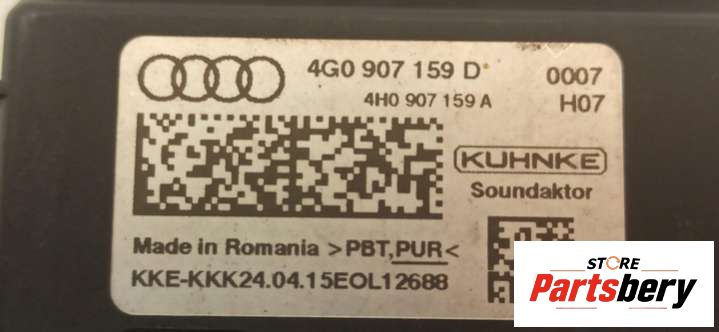 4G0 907 159 D 0007
4H0 907 159 A H07
KUHNKE
Soundaktor
Made in Romania >PBT,PUR<
KKE-KKK24.04.15EOL12688
STORE
Partsbery